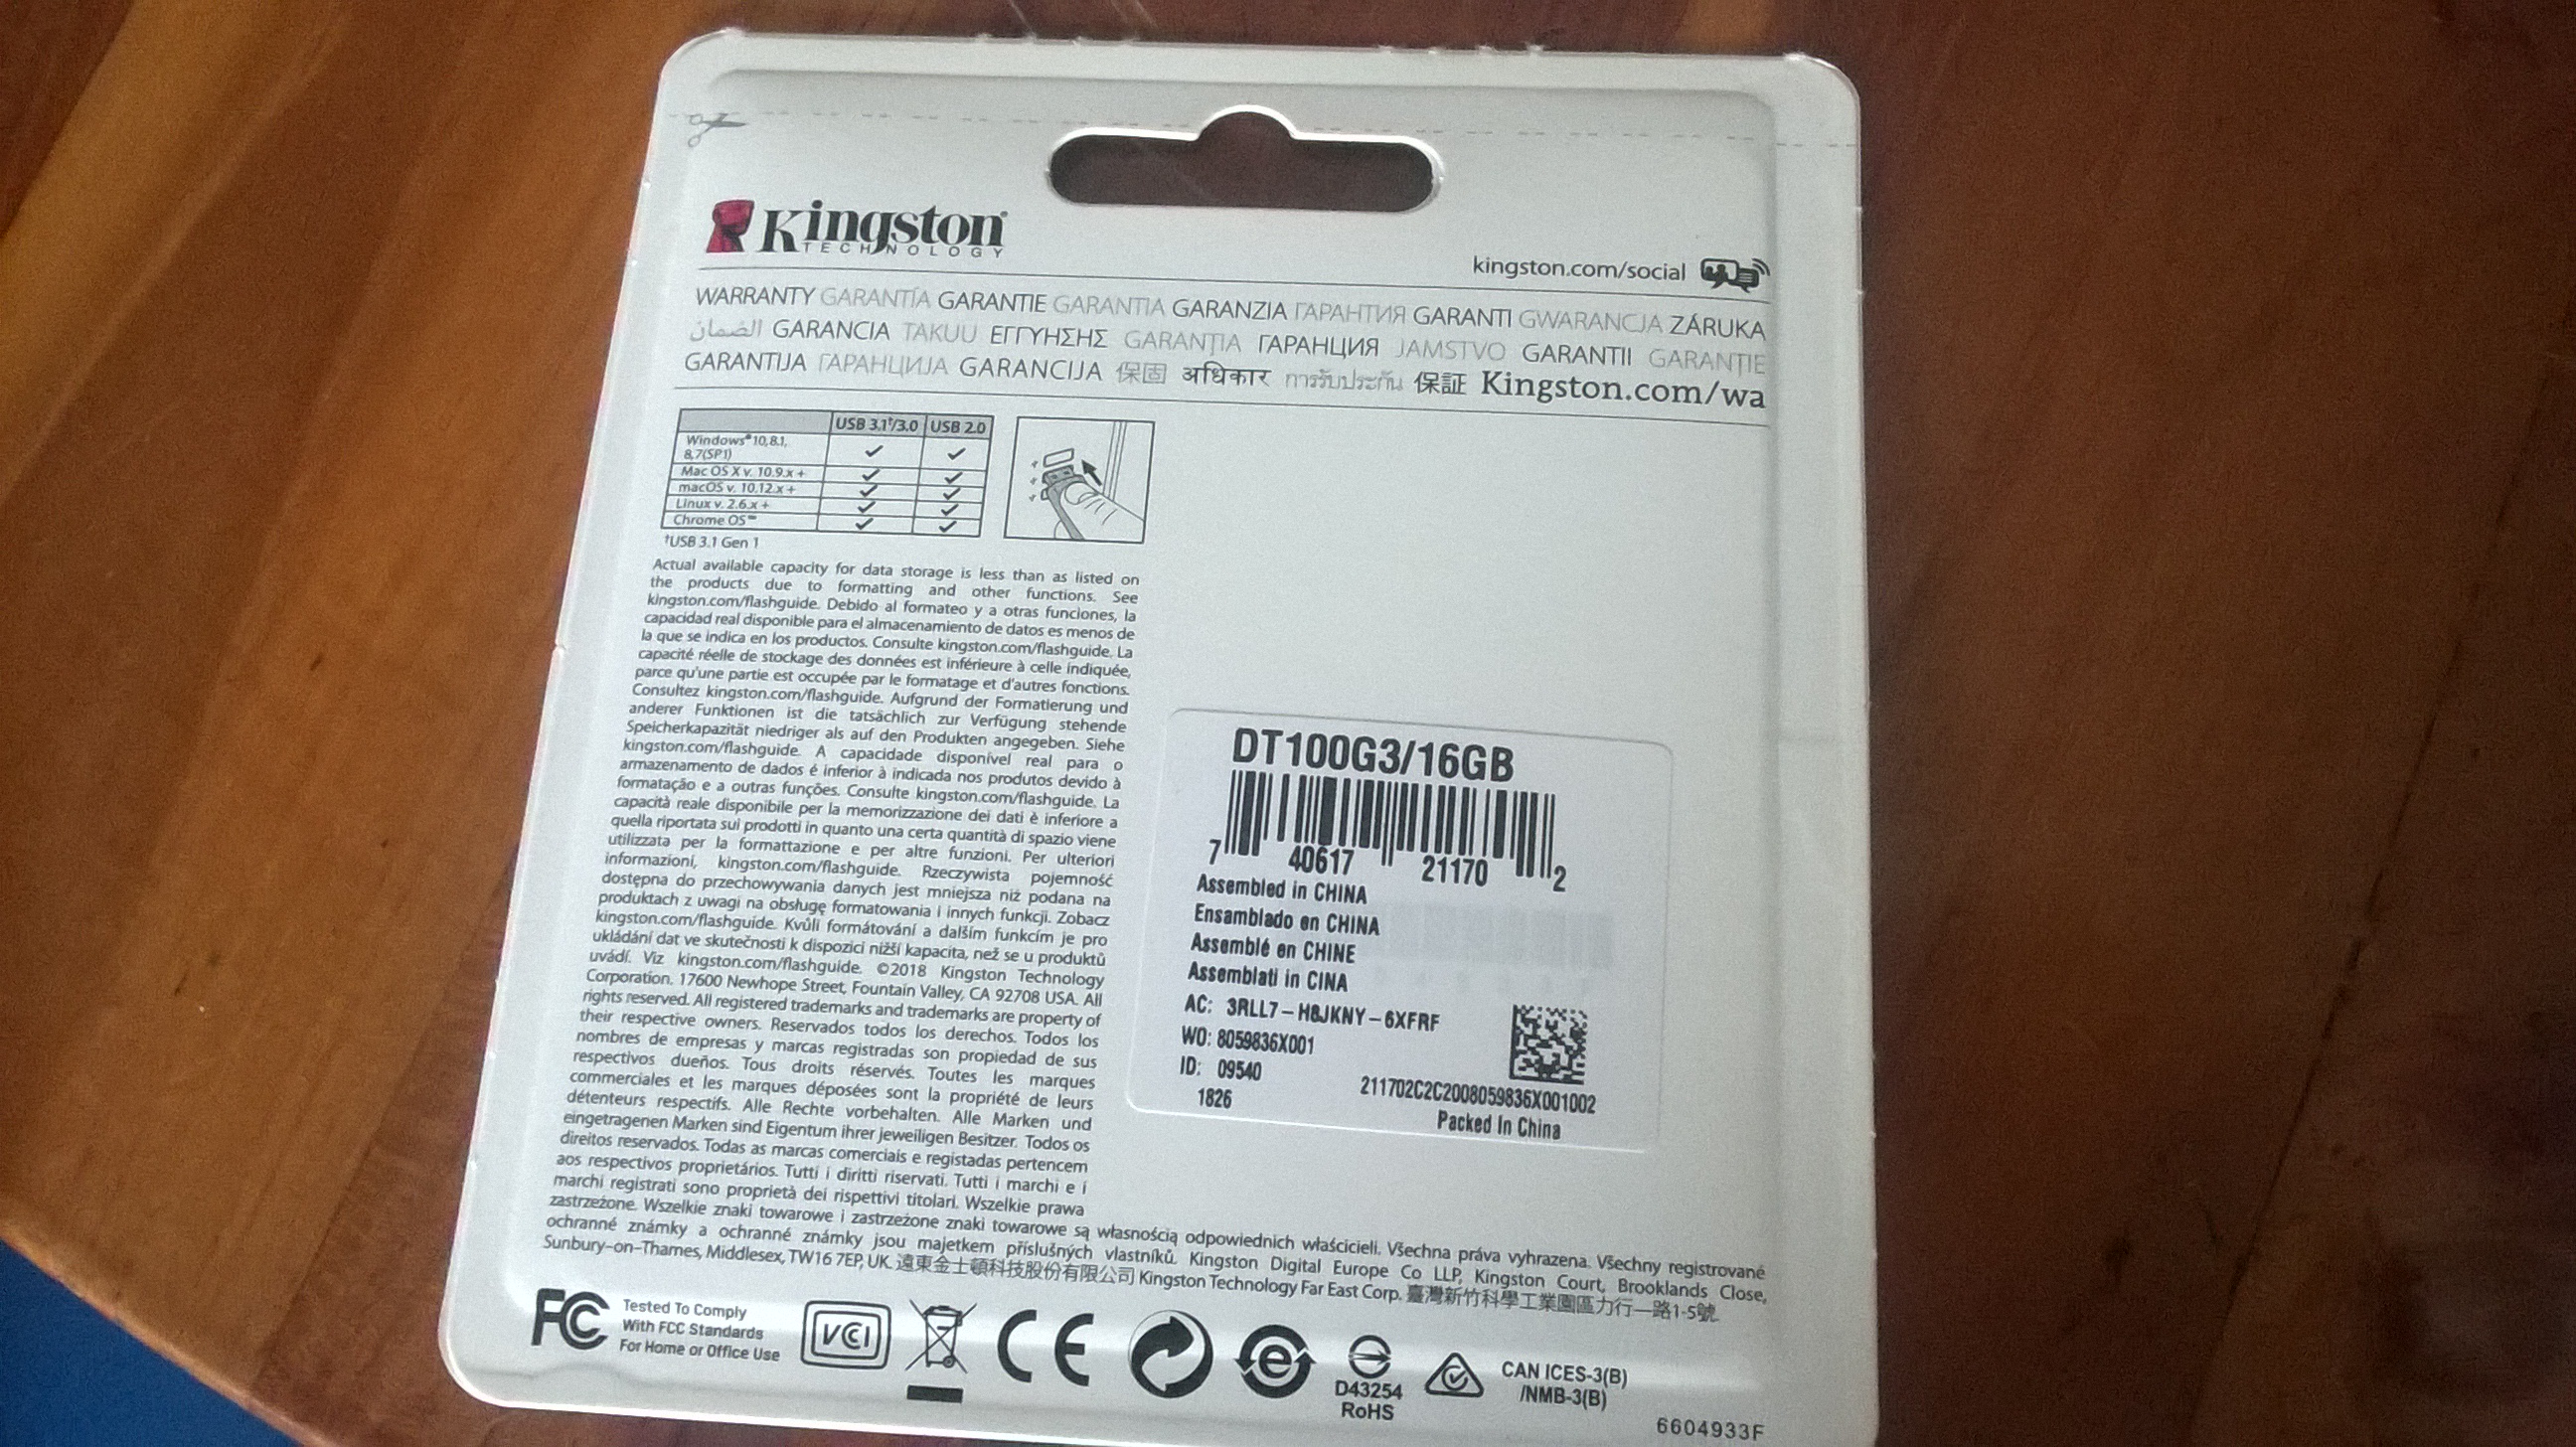 Kingston
TECHNOLOGY
kingston.com/social
WARRANTY GARANTÍA GARANTIE GARANTIA GARANZIA ГАРАНТИЯ GARANTI GWARANCJA ZÁRUKA
الضمان GARANCIA TAKUU ΕΓΓΥΗΣΗΣ GARANȚIA ГАРАНЦИЯ JAMSTVO GARANTII GARANȚIE
GARANTIJA ГАРАНЦИЈА GARANCIJA 保固 अधिकार การรับประกัน 保証 Kingston.com/wa
USB 3.1†/3.0 USB 2.0
Windows® 10, 8.1,
8, 7(SP1)
Mac OS X v. 10.9.x +
macOS v. 10.12.x +
Linux v. 2.6.x +
Chrome OS™
†USB 3.1 Gen 1
Actual available capacity for data storage is less than as listed on
the products due to formatting and other functions. See
kingston.com/flashguide. Debido al formateo y a otras funciones, la
capacidad real disponible para el almacenamiento de datos es menos de
la que se indica en los productos. Consulte kingston.com/flashguide. La
capacité réelle de stockage des données est inférieure à celle indiquée,
parce qu'une partie est occupée par le formatage et d'autres fonctions.
Consultez kingston.com/flashguide. Aufgrund der Formatierung und
anderer Funktionen ist die tatsächlich zur Verfügung stehende
Speicherkapazität niedriger als auf den Produkten angegeben. Siehe
kingston.com/flashguide. A capacidade disponível real para o
armazenamento de dados é inferior à indicada nos produtos devido à
formatação e a outras funções. Consulte kingston.com/flashguide. La
capacità reale disponibile per la memorizzazione dei dati è inferiore a
quella riportata sui prodotti in quanto una certa quantità di spazio viene
utilizzata per la formattazione e per altre funzioni. Per ulteriori
informazioni, kingston.com/flashguide. Rzeczywista pojemność
dostępna do przechowywania danych jest mniejsza niż podana na
produktach z uwagi na obsługę formatowania i innych funkcji. Zobacz
kingston.com/flashguide. Kvůli formátování a dalším funkcím je pro
ukládání dat ve skutečnosti k dispozici nižší kapacita, než se u produktů
uvádí. Viz kingston.com/flashguide. ©2018 Kingston Technology
Corporation, 17600 Newhope Street, Fountain Valley, CA 92708 USA. All
rights reserved. All registered trademarks and trademarks are property of
their respective owners. Reservados todos los derechos. Todos los
nombres de empresas y marcas registradas son propiedad de sus
respectivos dueños. Tous droits réservés. Toutes les marques
commerciales et les marques déposées sont la propriété de leurs
détenteurs respectifs. Alle Rechte vorbehalten. Alle Marken und
eingetragenen Marken sind Eigentum ihrer jeweiligen Besitzer. Todos os
direitos reservados. Todas as marcas comerciais e registadas pertencem
aos respectivos proprietários. Tutti i diritti riservati. Tutti i marchi e i
marchi registrati sono proprietà dei rispettivi titolari. Wszelkie prawa
zastrzeżone. Wszelkie znaki towarowe i zastrzeżone znaki towarowe są własnością odpowiednich właścicieli. Všechna práva vyhrazena. Všechny registrované
ochranné známky a ochranné známky jsou majetkem příslušných vlastníků. Kingston Digital Europe Co LLP, Kingston Court, Brooklands Close,
Sunbury-on-Thames, Middlesex, TW16 7EP, UK. 遠東金士頓科技股份有限公司 Kingston Technology Far East Corp. 臺灣新竹科學工業園區力行一路1-5號.
DT100G3/16GB
7 40617 21170 2
Assembled in CHINA
Ensamblado en CHINA
Assemblé en CHINE
Assemblati in CINA
AC: 3RLL7-H8JKNY-6XFRF
WO: 8059836X001
ID: 09540
1826
211702C2C2008059836X001002
Packed In China
FC
Tested To Comply
With FCC Standards
For Home or Office Use
VCI
CE
e
D43254
RoHS
CAN ICES-3(B)
/NMB-3(B)
6604933F